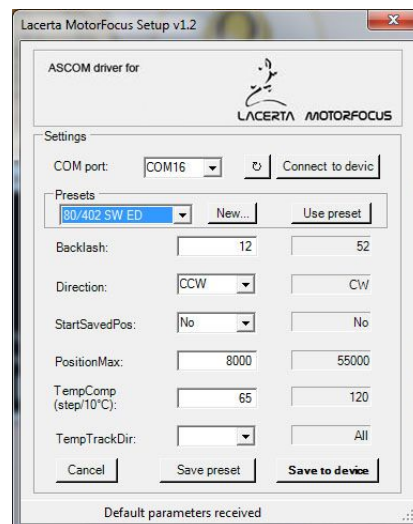 Lacerta MotorFocus Setup v1.2
ASCOM driver for
LACERTA MOTORFOCUS
Settings
COM port: COM16 ↻ Connect to devic
Presets
80/402 SW ED New... Use preset
Backlash: 12 52
Direction: CCW CW
StartSavedPos: No No
PositionMax: 8000 55000
TempComp
(step/10°C): 65 120
TempTrackDir: All
Cancel Save preset Save to device
Default parameters received